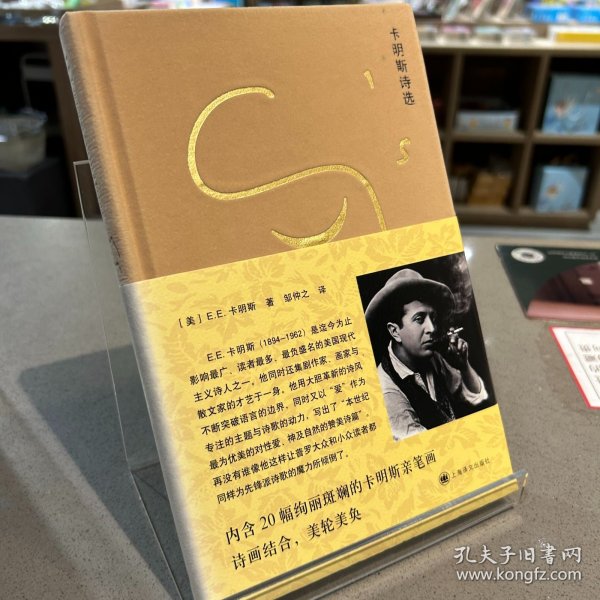 卡明斯诗选
's
[美] E.E.卡明斯 著 邹仲之 译
E.E.卡明斯（1894-1962）是迄今为止
影响最广、读者最多，最负盛名的美国现代
主义诗人之一，他同时还集剧作家、画家与
散文家的才艺于一身。他用大胆革新的诗风
不断突破语言的边界，同时又以“爱”作为
专注的主题与诗歌的动力，写出了“本世纪
最为优美的对性爱、神及自然的赞美诗篇”，
再没有谁像他这样让普罗大众和小众读者都
同样为先锋派诗歌的魔力所倾倒了。
内含20幅绚丽斑斓的卡明斯亲笔画
诗画结合，美轮美奂
上海译文出版社
孔夫子旧书网
www.kongfz.com